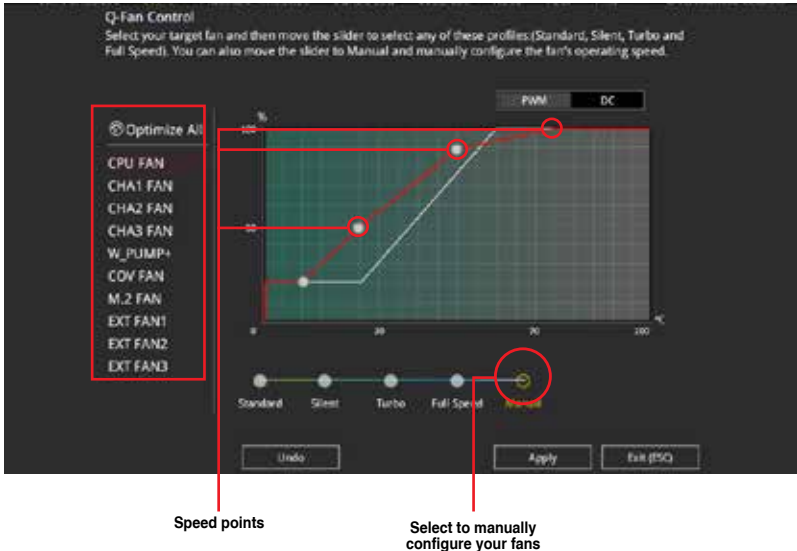 Q-Fan Control
Select your target fan and then move the slider to select any of these profiles:(Standard, Silent, Turbo and
Full Speed). You can also move the slider to Manual and manually configure the fan's operating speed.
PWM DC
Optimize All
%
100
CPU FAN
CHA1 FAN
CHA2 FAN
CHA3 FAN
W_PUMP+
COV FAN
M.2 FAN
EXT FAN1
EXT FAN2
EXT FAN3
0 70 100 °C
Standard Silent Turbo Full Speed Manual
Undo Apply Exit (ESC)
Speed points
Select to manually
configure your fans